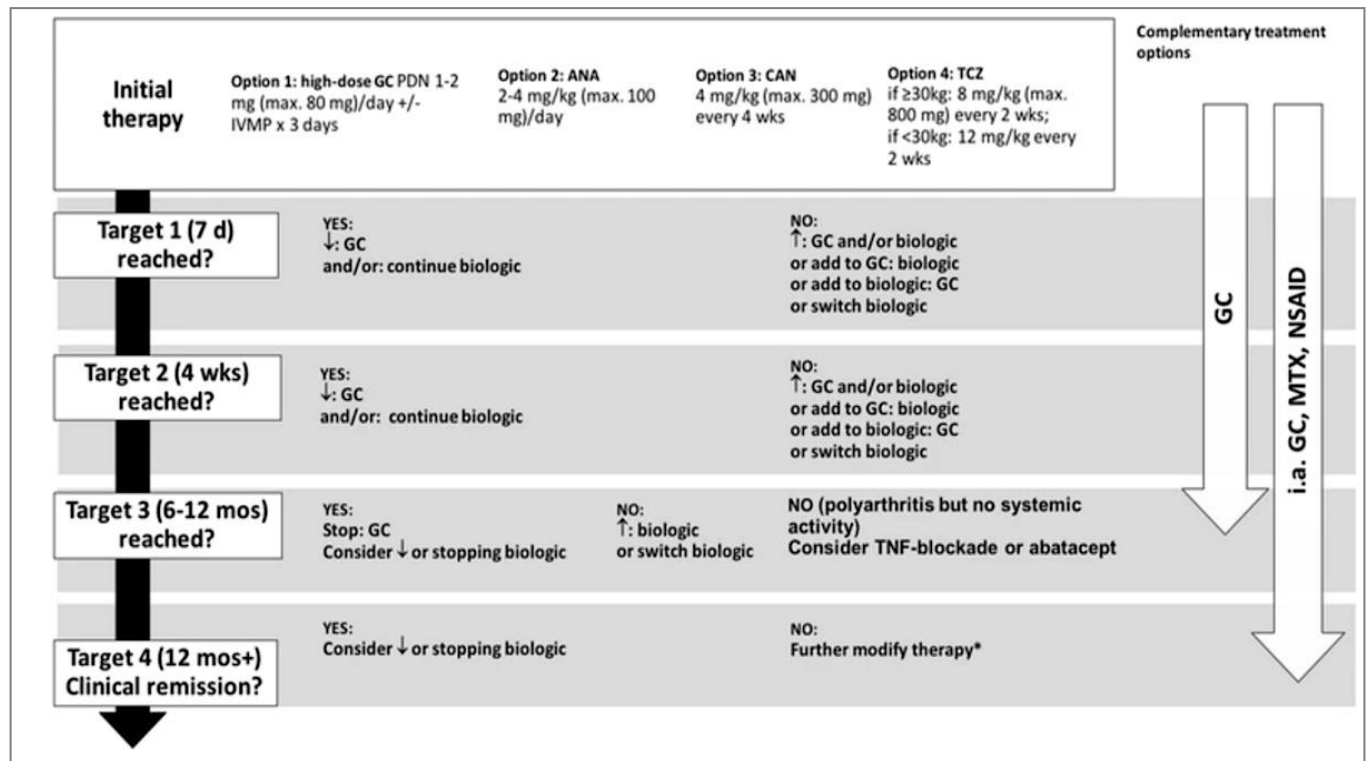 Complementary treatment
options
Initial
therapy
Option 1: high-dose GC PDN 1-2
mg (max. 80 mg)/day +/-
IVMP x 3 days
Option 2: ANA
2-4 mg/kg (max. 100
mg)/day
Option 3: CAN
4 mg/kg (max. 300 mg)
every 4 wks
Option 4: TCZ
if ≥30kg: 8 mg/kg (max.
800 mg) every 2 wks;
if <30kg: 12 mg/kg every
2 wks
Target 1 (7 d)
reached?
YES:
↓: GC
and/or: continue biologic
NO:
↑: GC and/or biologic
or add to GC: biologic
or add to biologic: GC
or switch biologic
Target 2 (4 wks)
reached?
YES:
↓: GC
and/or: continue biologic
NO:
↑: GC and/or biologic
or add to GC: biologic
or add to biologic: GC
or switch biologic
Target 3 (6-12 mos)
reached?
YES:
Stop: GC
Consider ↓ or stopping biologic
NO:
↑: biologic
or switch biologic
NO (polyarthritis but no systemic
activity)
Consider TNF-blockade or abatacept
Target 4 (12 mos+)
Clinical remission?
YES:
Consider ↓ or stopping biologic
NO:
Further modify therapy*
GC
i.a. GC, MTX, NSAID